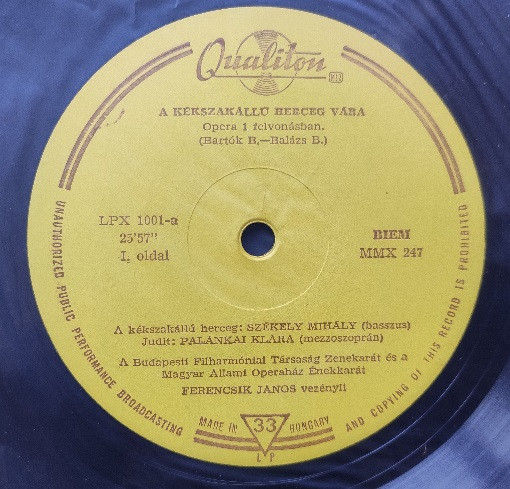 Qualiton
A KÉKSZAKÁLLÚ HERCEG VÁRA
Opera 1 felvonásban.
(Bartók B.—Balázs B.)
LPX 1001-a
25'57"
I. oldal
BIEM
MMX 247
A kékszakállú herceg: SZÉKELY MIHÁLY (basszus)
Judit: PALÁNKAI KLÁRA (mezzoszoprán)
A Budapesti Filharmóniai Társaság Zenekarát és a
Magyar Állami Operaház Énekkarát
FERENCSIK JÁNOS vezényli
MADE IN 33 HUNGARY
LP
UNAUTHORIZED PUBLIC PERFORMANCE BROADCASTING
AND COPYING OF THIS RECORD IS PROHIBITED